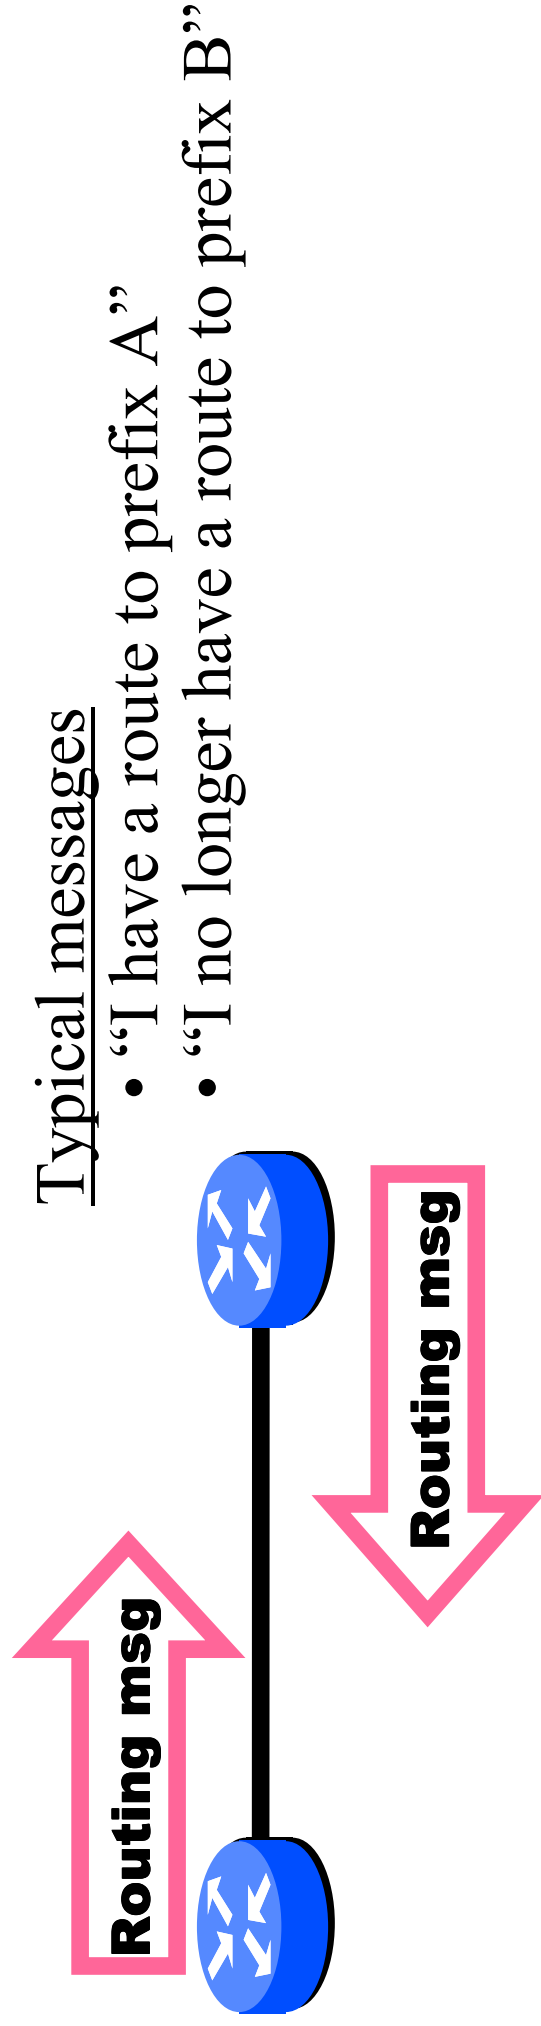 Typical messages
• “I have a route to prefix A”
• “I no longer have a route to prefix B”
Routing msg
Routing msg